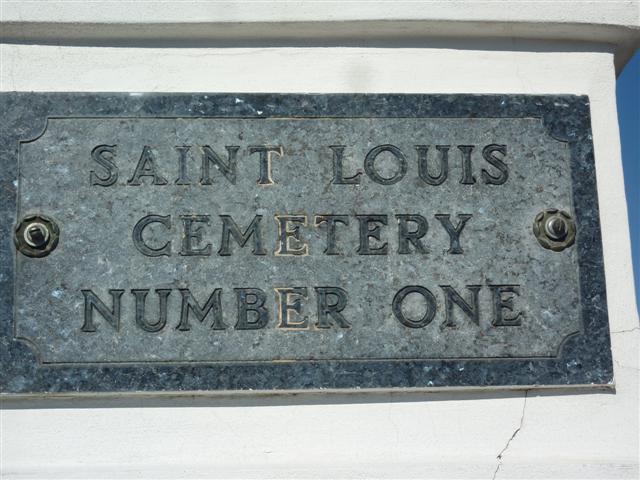 SAINT LOUIS
CEMETERY
NUMBER ONE